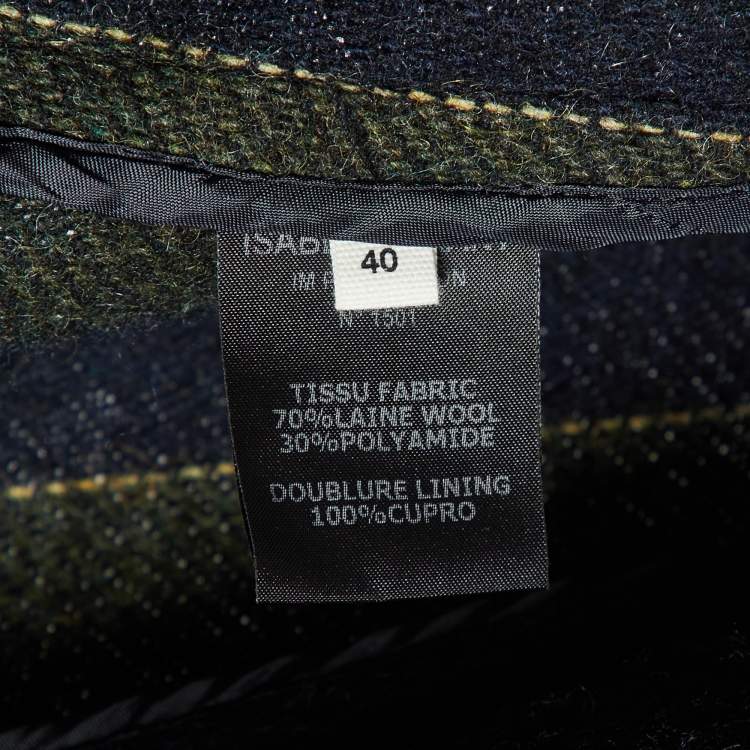 40
TISSU FABRIC
70%LAINE WOOL
30%POLYAMIDE
DOUBLURE LINING
100%CUPRO